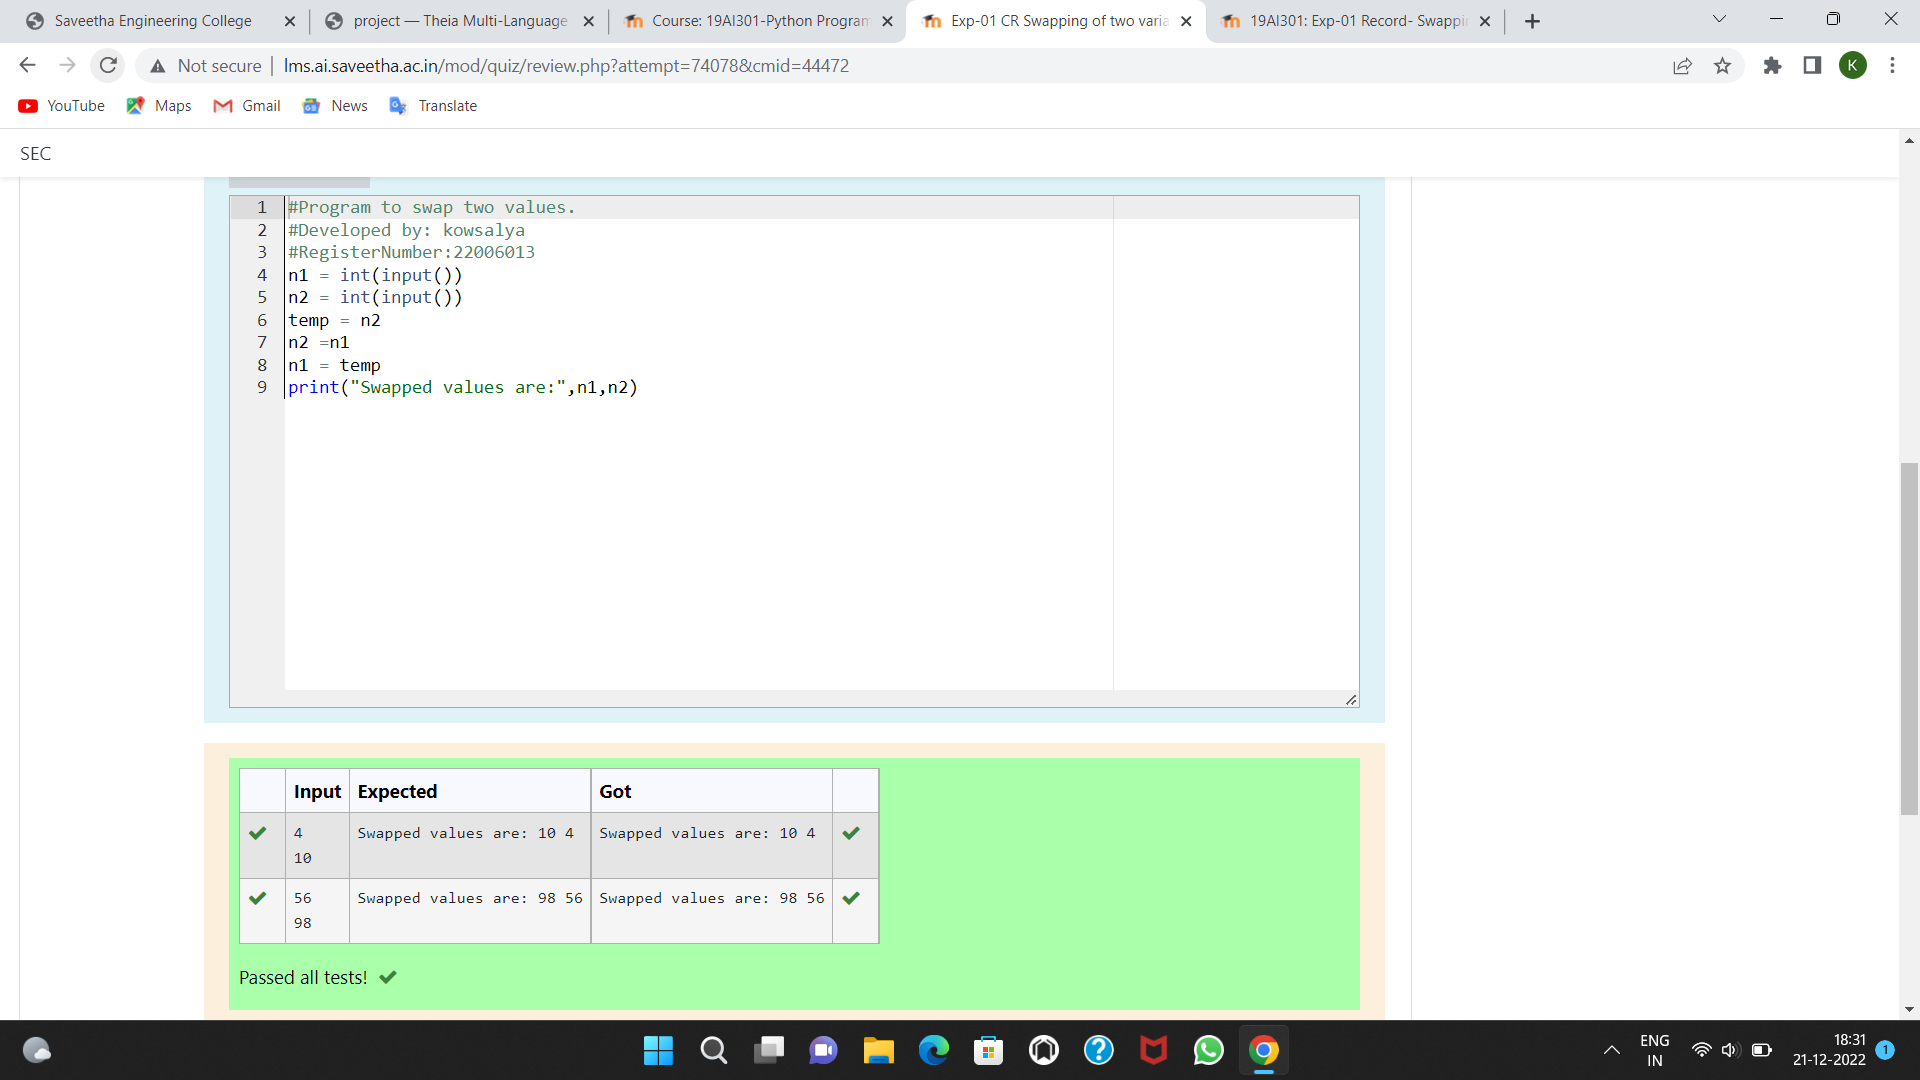 Saveetha Engineering College
project — Theia Multi-Language
Course: 19AI301-Python Program
Exp-01 CR Swapping of two varia
19AI301: Exp-01 Record- Swappi
Not secure
lms.ai.saveetha.ac.in/mod/quiz/review.php?attempt=74078&cmid=44472
K
YouTube
Maps
Gmail
News
Translate
SEC
1 #Program to swap two values.
2 #Developed by: kowsalya
3 #RegisterNumber:22006013
4 n1 = int(input())
5 n2 = int(input())
6 temp = n2
7 n2 =n1
8 n1 = temp
9 print("Swapped values are:",n1,n2)
Input Expected Got
4 Swapped values are: 10 4 Swapped values are: 10 4
10
56 Swapped values are: 98 56 Swapped values are: 98 56
98
Passed all tests!
ENG
IN
18:31
21-12-2022
1